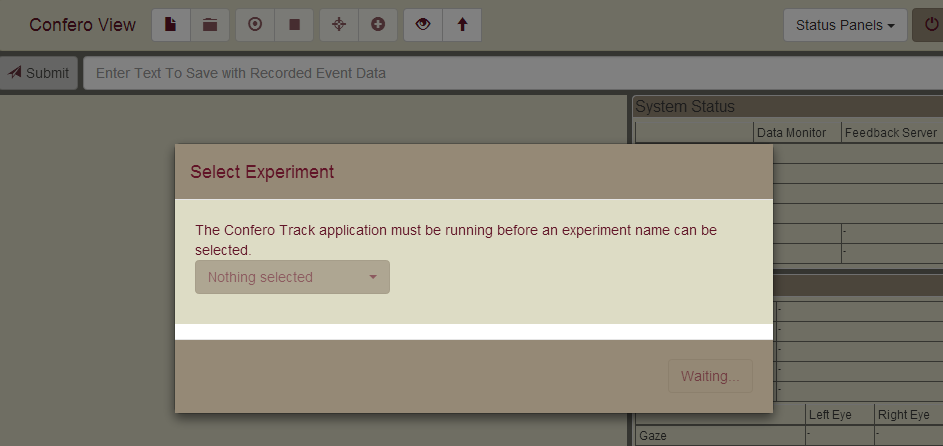 Confero View
Status Panels
Submit
Enter Text To Save with Recorded Event Data
System Status
Data Monitor
Feedback Server
Select Experiment
The Confero Track application must be running before an experiment name can be
selected.
Nothing selected
Waiting...
-
-
-
-
-
-
-
Left Eye
Right Eye
Gaze
-
-